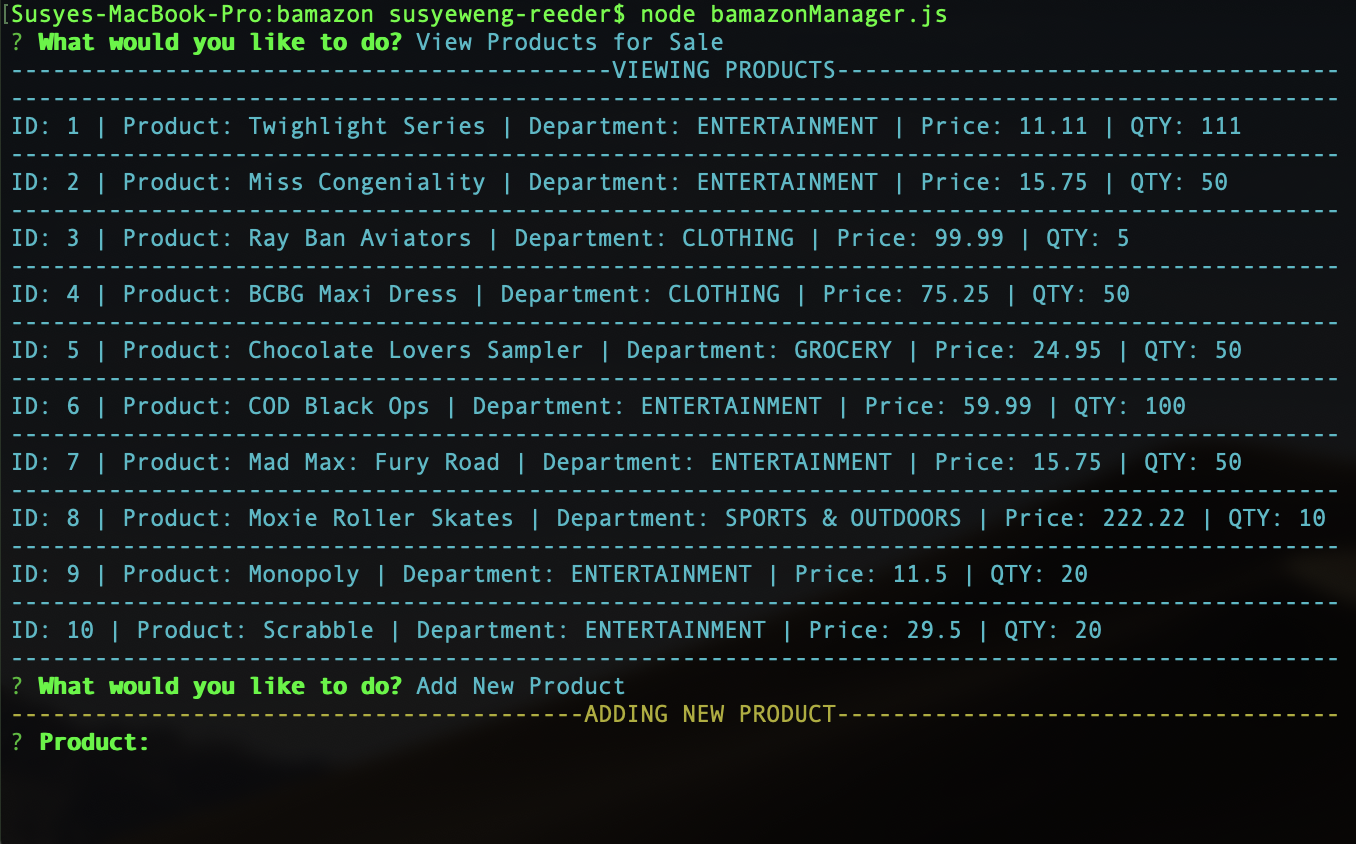 [Susyes-MacBook-Pro:bamazon susyeweng-reeder$ node bamazonManager.js
? What would you like to do? View Products for Sale
-------------------------------------------VIEWING PRODUCTS------------------------------------
-----------------------------------------------------------------------------------------------
ID: 1 | Product: Twighlight Series | Department: ENTERTAINMENT | Price: 11.11 | QTY: 111
-----------------------------------------------------------------------------------------------
ID: 2 | Product: Miss Congeniality | Department: ENTERTAINMENT | Price: 15.75 | QTY: 50
-----------------------------------------------------------------------------------------------
ID: 3 | Product: Ray Ban Aviators | Department: CLOTHING | Price: 99.99 | QTY: 5
-----------------------------------------------------------------------------------------------
ID: 4 | Product: BCBG Maxi Dress | Department: CLOTHING | Price: 75.25 | QTY: 50
-----------------------------------------------------------------------------------------------
ID: 5 | Product: Chocolate Lovers Sampler | Department: GROCERY | Price: 24.95 | QTY: 50
-----------------------------------------------------------------------------------------------
ID: 6 | Product: COD Black Ops | Department: ENTERTAINMENT | Price: 59.99 | QTY: 100
-----------------------------------------------------------------------------------------------
ID: 7 | Product: Mad Max: Fury Road | Department: ENTERTAINMENT | Price: 15.75 | QTY: 50
-----------------------------------------------------------------------------------------------
ID: 8 | Product: Moxie Roller Skates | Department: SPORTS & OUTDOORS | Price: 222.22 | QTY: 10
-----------------------------------------------------------------------------------------------
ID: 9 | Product: Monopoly | Department: ENTERTAINMENT | Price: 11.5 | QTY: 20
-----------------------------------------------------------------------------------------------
ID: 10 | Product: Scrabble | Department: ENTERTAINMENT | Price: 29.5 | QTY: 20
-----------------------------------------------------------------------------------------------
? What would you like to do? Add New Product
-----------------------------------------ADDING NEW PRODUCT------------------------------------
? Product: